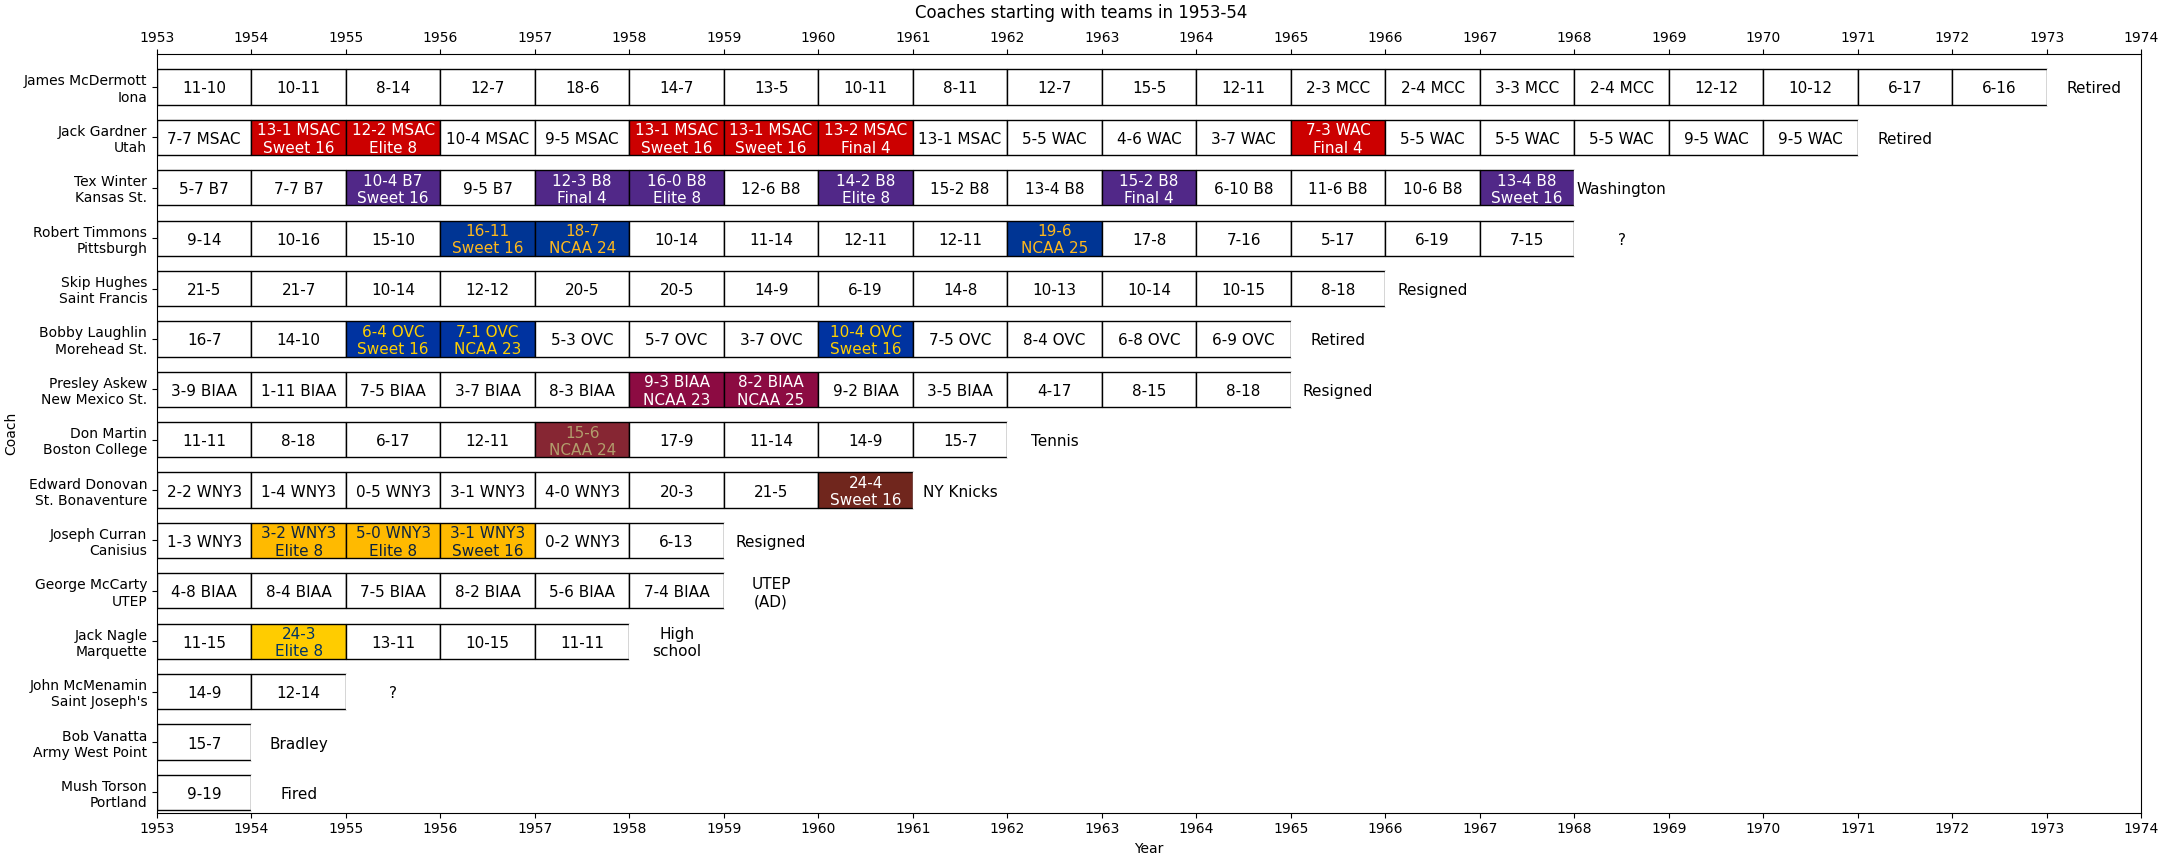 Coaches starting with teams in 1953-54
1953 1954 1955 1956 1957 1958 1959 1960 1961 1962 1963 1964 1965 1966 1967 1968 1969 1970 1971 1972 1973 1974
James McDermott
Iona
11-10 10-11 8-14 12-7 18-6 14-7 13-5 10-11 8-11 12-7 15-5 12-11 2-3 MCC 2-4 MCC 3-3 MCC 2-4 MCC 12-12 10-12 6-17 6-16 Retired
Jack Gardner
Utah
7-7 MSAC 13-1 MSAC 12-2 MSAC 10-4 MSAC 9-5 MSAC 13-1 MSAC 13-1 MSAC 13-2 MSAC 13-1 MSAC 5-5 WAC 4-6 WAC 3-7 WAC 7-3 WAC 5-5 WAC 5-5 WAC 5-5 WAC 9-5 WAC 9-5 WAC Retired
Sweet 16 Elite 8 Sweet 16 Sweet 16 Final 4 Final 4
Tex Winter
Kansas St.
5-7 B7 7-7 B7 10-4 B7 9-5 B7 12-3 B8 16-0 B8 12-6 B8 14-2 B8 15-2 B8 13-4 B8 15-2 B8 6-10 B8 11-6 B8 10-6 B8 13-4 B8 Washington
Sweet 16 Final 4 Elite 8 Elite 8 Final 4 Sweet 16
Robert Timmons
Pittsburgh
9-14 10-16 15-10 16-11 18-7 10-14 11-14 12-11 12-11 19-6 17-8 7-16 5-17 6-19 7-15 ?
Sweet 16 NCAA 24 NCAA 25
Skip Hughes
Saint Francis
21-5 21-7 10-14 12-12 20-5 20-5 14-9 6-19 14-8 10-13 10-14 10-15 8-18 Resigned
Bobby Laughlin
Morehead St.
16-7 14-10 6-4 OVC 7-1 OVC 5-3 OVC 5-7 OVC 3-7 OVC 10-4 OVC 7-5 OVC 8-4 OVC 6-8 OVC 6-9 OVC Retired
Sweet 16 NCAA 23 Sweet 16
Presley Askew
New Mexico St.
3-9 BIAA 1-11 BIAA 7-5 BIAA 3-7 BIAA 8-3 BIAA 9-3 BIAA 8-2 BIAA 9-2 BIAA 3-5 BIAA 4-17 8-15 8-18 Resigned
NCAA 23 NCAA 25
Don Martin
Boston College
11-11 8-18 6-17 12-11 15-6 17-9 11-14 14-9 15-7 Tennis
NCAA 24
Edward Donovan
St. Bonaventure
2-2 WNY3 1-4 WNY3 0-5 WNY3 3-1 WNY3 4-0 WNY3 20-3 21-5 24-4 NY Knicks
Sweet 16
Joseph Curran
Canisius
1-3 WNY3 3-2 WNY3 5-0 WNY3 3-1 WNY3 0-2 WNY3 6-13 Resigned
Elite 8 Elite 8 Sweet 16
George McCarty
UTEP
4-8 BIAA 8-4 BIAA 7-5 BIAA 8-2 BIAA 5-6 BIAA 7-4 BIAA UTEP
(AD)
Jack Nagle
Marquette
11-15 24-3 13-11 10-15 11-11 High
Elite 8 school
John McMenamin
Saint Joseph's
14-9 12-14 ?
Bob Vanatta
Army West Point
15-7 Bradley
Mush Torson
Portland
9-19 Fired
1953 1954 1955 1956 1957 1958 1959 1960 1961 1962 1963 1964 1965 1966 1967 1968 1969 1970 1971 1972 1973 1974
Year
Coach